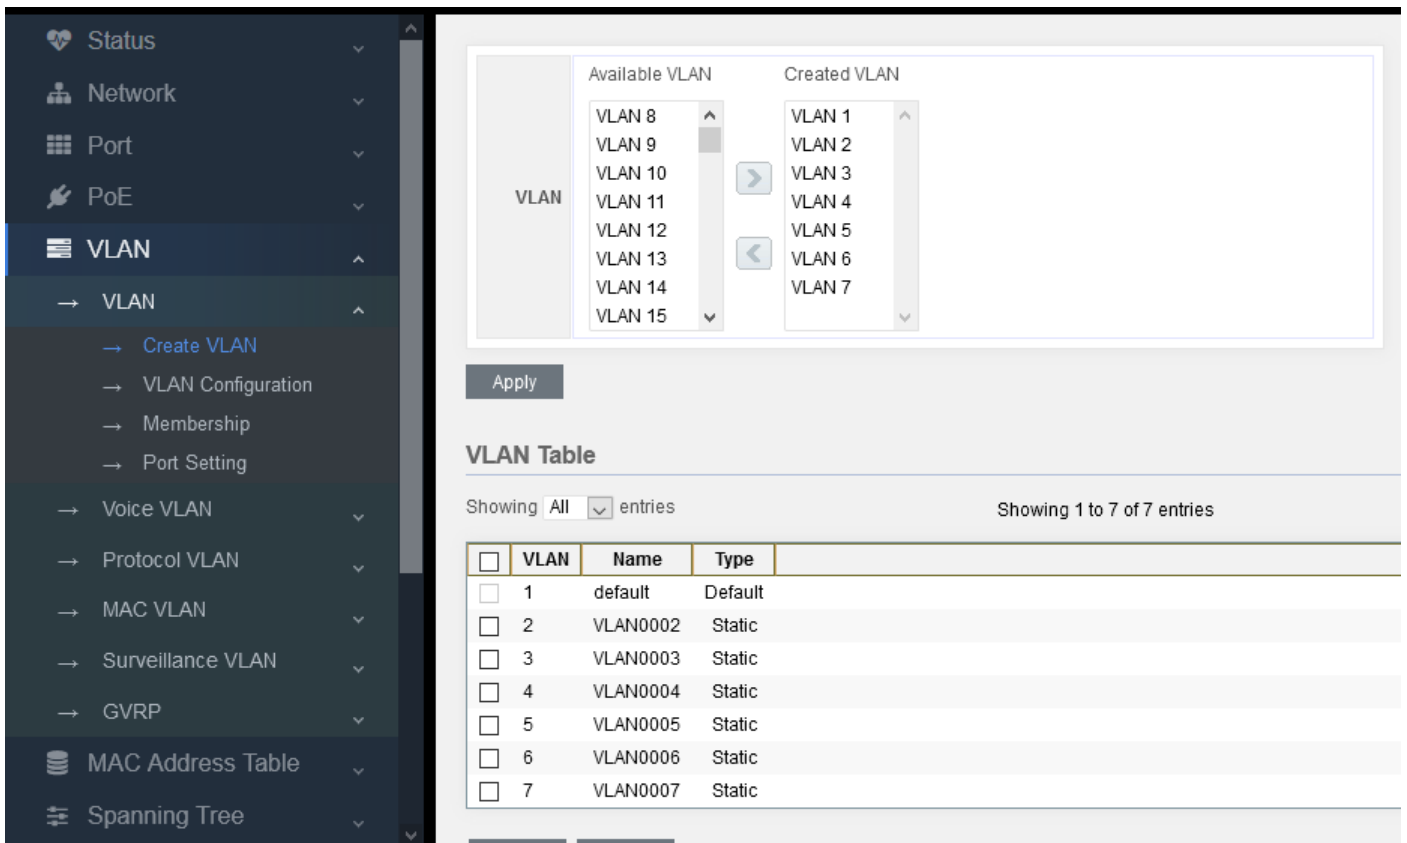 Status
Network
Port
PoE
VLAN
VLAN
Create VLAN
VLAN Configuration
Membership
Port Setting
Voice VLAN
Protocol VLAN
MAC VLAN
Surveillance VLAN
GVRP
MAC Address Table
Spanning Tree
Available VLAN Created VLAN
VLAN
VLAN 8
VLAN 9
VLAN 10
VLAN 11
VLAN 12
VLAN 13
VLAN 14
VLAN 15
VLAN 1
VLAN 2
VLAN 3
VLAN 4
VLAN 5
VLAN 6
VLAN 7
Apply
VLAN Table
Showing All entries Showing 1 to 7 of 7 entries
VLAN Name Type
1 default Default
2 VLAN0002 Static
3 VLAN0003 Static
4 VLAN0004 Static
5 VLAN0005 Static
6 VLAN0006 Static
7 VLAN0007 Static